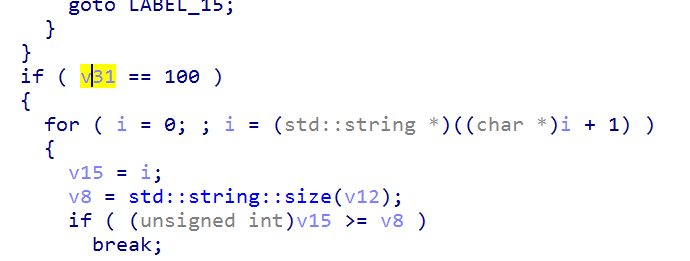 goto LABEL_15;
}
}
if ( v31 == 100 )
{
for ( i = 0; ; i = (std::string *)((char *)i + 1) )
{
v15 = i;
v8 = std::string::size(v12);
if ( (unsigned int)v15 >= v8 )
break;